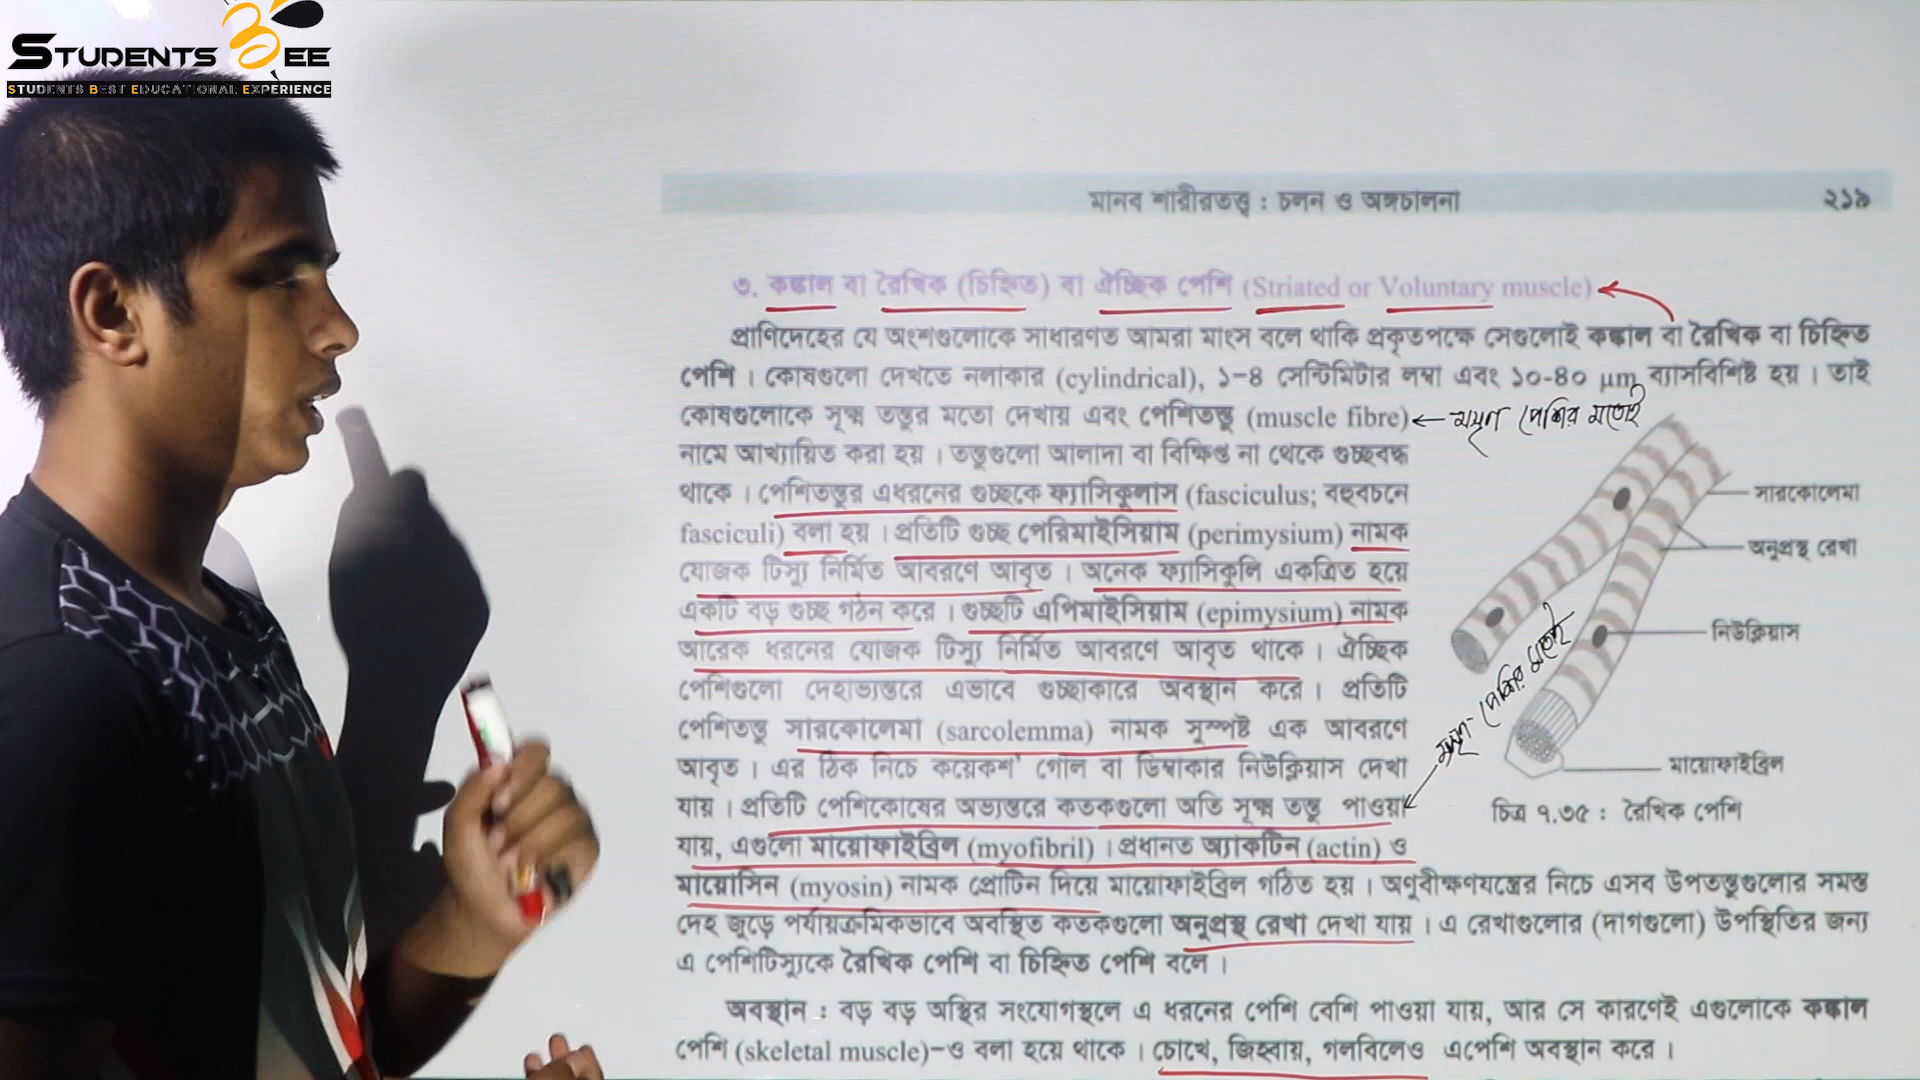 STUDENTS BEE
STUDENTS BEST EDUCATIONAL EXPERIENCE
মানব শারীরতত্ত্ব : চলন ও অঙ্গচালনা
২১৯
৩. কঙ্কাল বা রৈখিক (চিহ্নিত) বা ঐচ্ছিক পেশি (Striated or Voluntary muscle)
প্রাণিদেহের যে অংশগুলোকে সাধারণত আমরা মাংস বলে থাকি প্রকৃতপক্ষে সেগুলোই কঙ্কাল বা রৈখিক বা চিহ্নিত
পেশি । কোষগুলো দেখতে নলাকার (cylindrical), ১-৪ সেন্টিমিটার লম্বা এবং ১০-৪০ μm ব্যাসবিশিষ্ট হয় । তাই
কোষগুলোকে সূক্ষ্ম তন্তুর মতো দেখায় এবং পেশিতন্তু (muscle fibre) ← মসৃণ পেশির মতোই
নামে আখ্যায়িত করা হয় । তন্তুগুলো আলাদা বা বিক্ষিপ্ত না থেকে গুচ্ছবদ্ধ
থাকে । পেশিতন্তুর এধরনের গুচ্ছকে ফ্যাসিকুলাস (fasciculus; বহুবচনে
fasciculi) বলা হয় । প্রতিটি গুচ্ছ পেরিমাইসিয়াম (perimysium) নামক
যোজক টিস্যু নির্মিত আবরণে আবৃত । অনেক ফ্যাসিকুলি একত্রিত হয়ে
একটি বড় গুচ্ছ গঠন করে । গুচ্ছটি এপিমাইসিয়াম (epimysium) নামক
আরেক ধরনের যোজক টিস্যু নির্মিত আবরণে আবৃত থাকে । ঐচ্ছিক
পেশিগুলো দেহাভ্যন্তরে এভাবে গুচ্ছাকারে অবস্থান করে । প্রতিটি
পেশিতন্তু সারকোলেমা (sarcolemma) নামক সুস্পষ্ট এক আবরণে
আবৃত । এর ঠিক নিচে কয়েকশ' গোল বা ডিম্বাকার নিউক্লিয়াস দেখা
যায় । প্রতিটি পেশিকোষের অভ্যন্তরে কতকগুলো অতি সূক্ষ্ম তন্তু পাওয়া
যায়, এগুলো মায়োফাইব্রিল (myofibril) । প্রধানত অ্যাকটিন (actin) ও
মায়োসিন (myosin) নামক প্রোটিন দিয়ে মায়োফাইব্রিল গঠিত হয় । অণুবীক্ষণযন্ত্রের নিচে এসব উপতন্তুগুলোর সমস্ত
দেহ জুড়ে পর্যায়ক্রমিকভাবে অবস্থিত কতকগুলো অনুপ্রস্থ রেখা দেখা যায় । এ রেখাগুলোর (দাগগুলো) উপস্থিতির জন্য
এ পেশিটিস্যুকে রৈখিক পেশি বা চিহ্নিত পেশি বলে ।
অবস্থান : বড় বড় অস্থির সংযোগস্থলে এ ধরনের পেশি বেশি পাওয়া যায়, আর সে কারণেই এগুলোকে কঙ্কাল
পেশি (skeletal muscle)-ও বলা হয়ে থাকে । চোখে, জিহ্বায়, গলবিলেও এপেশি অবস্থান করে ।
সারকোলেমা
অনুপ্রস্থ রেখা
নিউক্লিয়াস
মায়োফাইব্রিল
মসৃণ পেশির মতোই
চিত্র ৭.৩৫ : রৈখিক পেশি